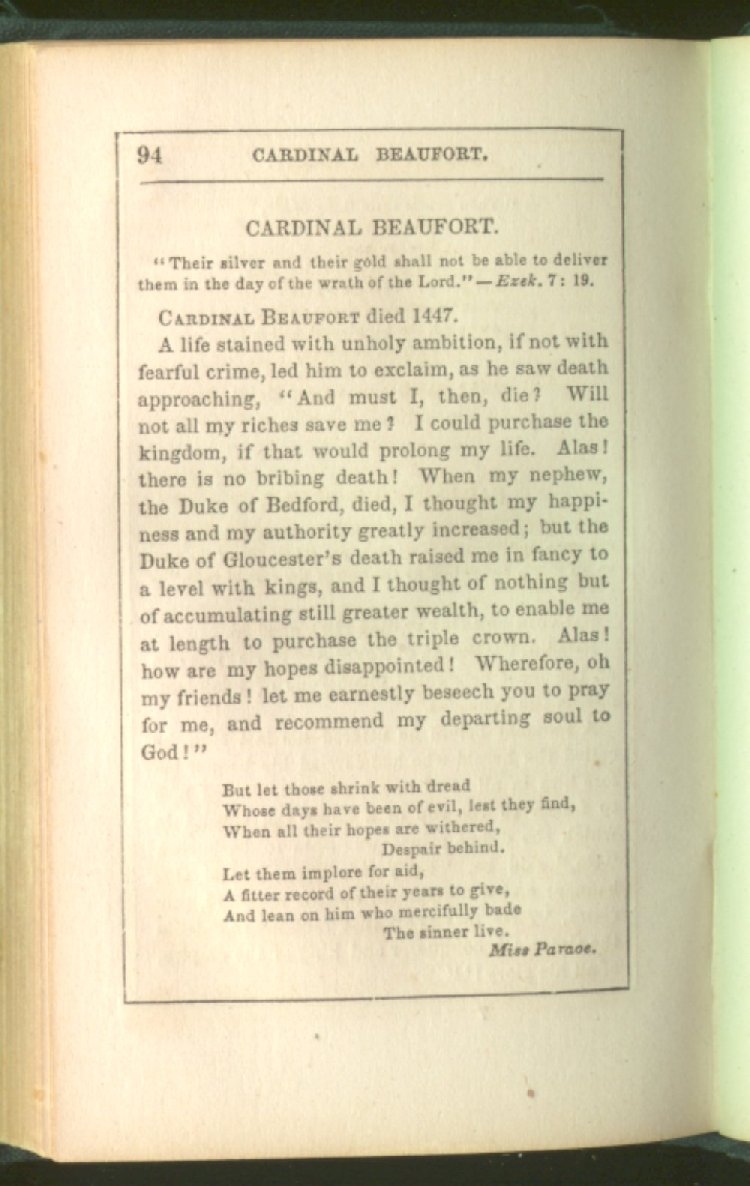 94 CARDINAL BEAUFORT.
CARDINAL BEAUFORT.
"Their silver and their gold shall not be able to deliver
them in the day of the wrath of the Lord."—Ezek. 7: 19.
CARDINAL BEAUFORT died 1447.
A life stained with unholy ambition, if not with
fearful crime, led him to exclaim, as he saw death
approaching, "And must I, then, die? Will
not all my riches save me? I could purchase the
kingdom, if that would prolong my life. Alas!
there is no bribing death! When my nephew,
the Duke of Bedford, died, I thought my happi-
ness and my authority greatly increased; but the
Duke of Gloucester's death raised me in fancy to
a level with kings, and I thought of nothing but
of accumulating still greater wealth, to enable me
at length to purchase the triple crown. Alas!
how are my hopes disappointed! Wherefore, oh
my friends! let me earnestly beseech you to pray
for me, and recommend my departing soul to
God!"
But let those shrink with dread
Whose days have been of evil, lest they find,
When all their hopes are withered,
Despair behind.
Let them implore for aid,
A fitter record of their years to give,
And lean on him who mercifully bade
The sinner live.
Miss Pardoe.